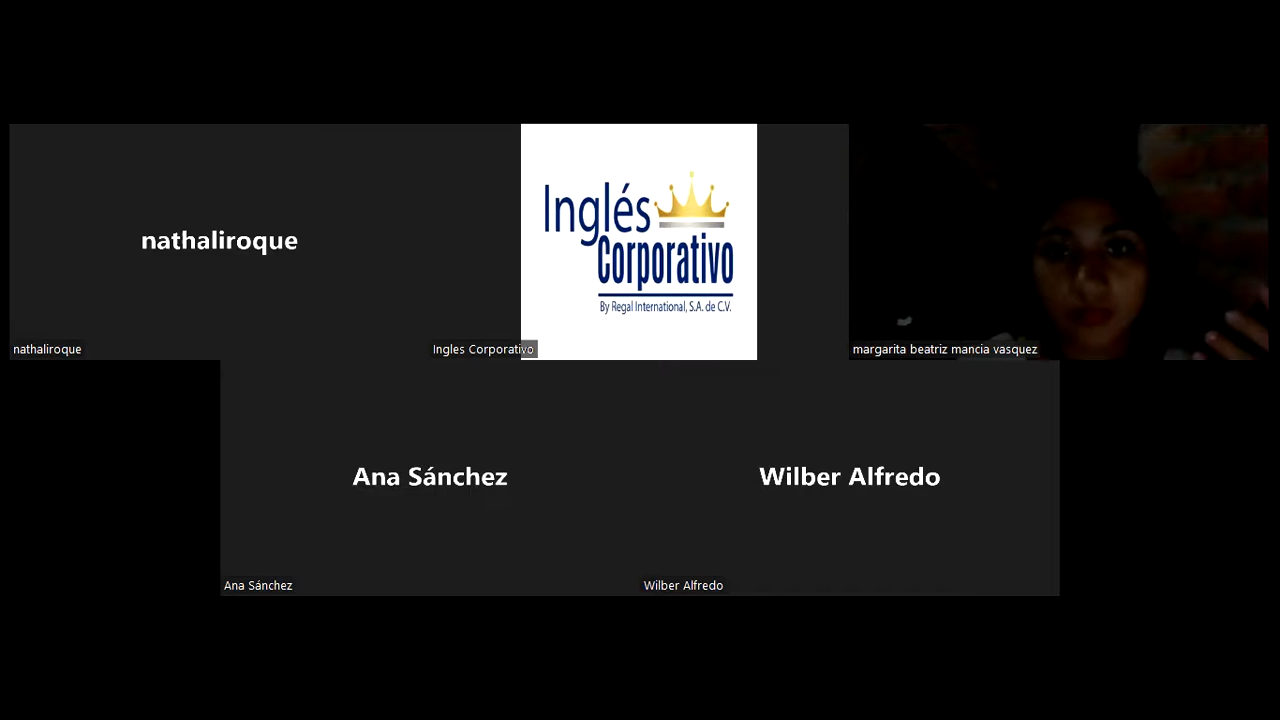 nathaliroque
nathaliroque
Inglés
Corporativo
By Regal International, S.A. de C.V.
Ingles Corporativo
margarita beatriz mancia vasquez
Ana Sánchez
Ana Sánchez
Wilber Alfredo
Wilber Alfredo